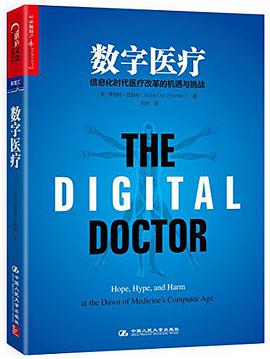 数字医疗
信息化时代医疗改革的机遇与挑战
THE
DIGITAL
DOCTOR
Hope, Hype, and Harm
at the Dawn of Medicine's Computer Age
中国人民大学出版社
数字医疗